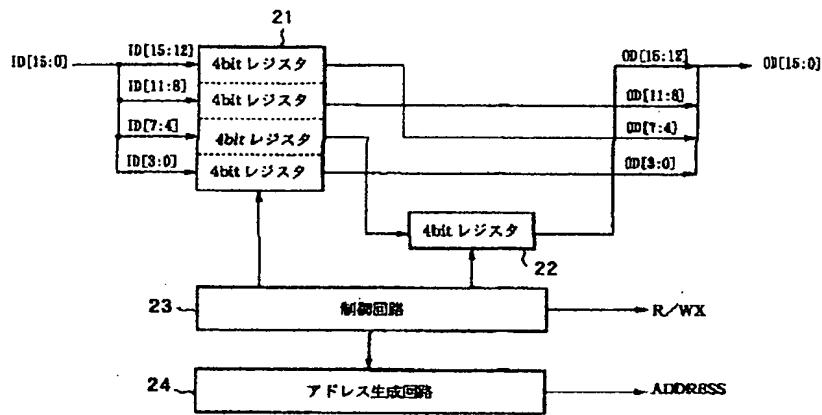 21
ID[15:0]
ID[15:12]
4bit レジスタ
OD[15:12]
OD[15:0]
ID[11:8]
4bit レジスタ
OD[11:8]
ID[7:4]
4bit レジスタ
OD[7:4]
ID[3:0]
4bit レジスタ
OD[3:0]
4bit レジスタ
22
23
制御回路
R/WX
24
アドレス生成回路
ADDRESS